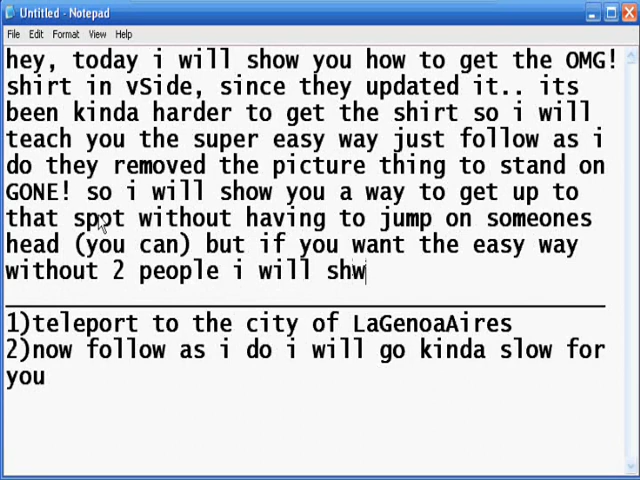 Untitled - Notepad
File Edit Format View Help
hey, today i will show you how to get the OMG!
shirt in vSide, since they updated it.. its
been kinda harder to get the shirt so i will
teach you the super easy way just follow as i
do they removed the picture thing to stand on
GONE! so i will show you a way to get up to
that spot without having to jump on someones
head (you can) but if you want the easy way
without 2 people i will shw
1)teleport to the city of LaGenoaAires
2)now follow as i do i will go kinda slow for
you